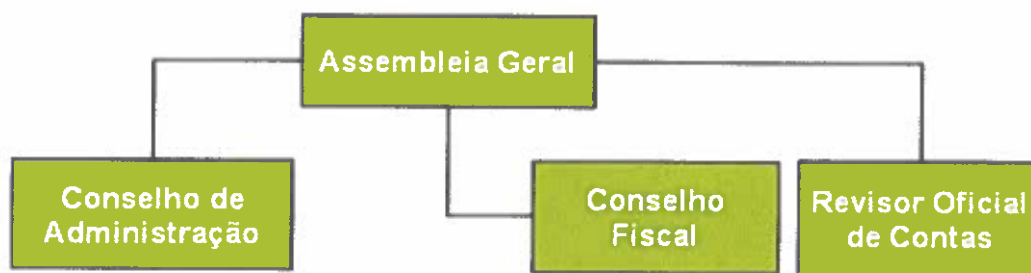 Assembleia Geral
Conselho de
Administração
Conselho
Fiscal
Revisor Oficial
de Contas